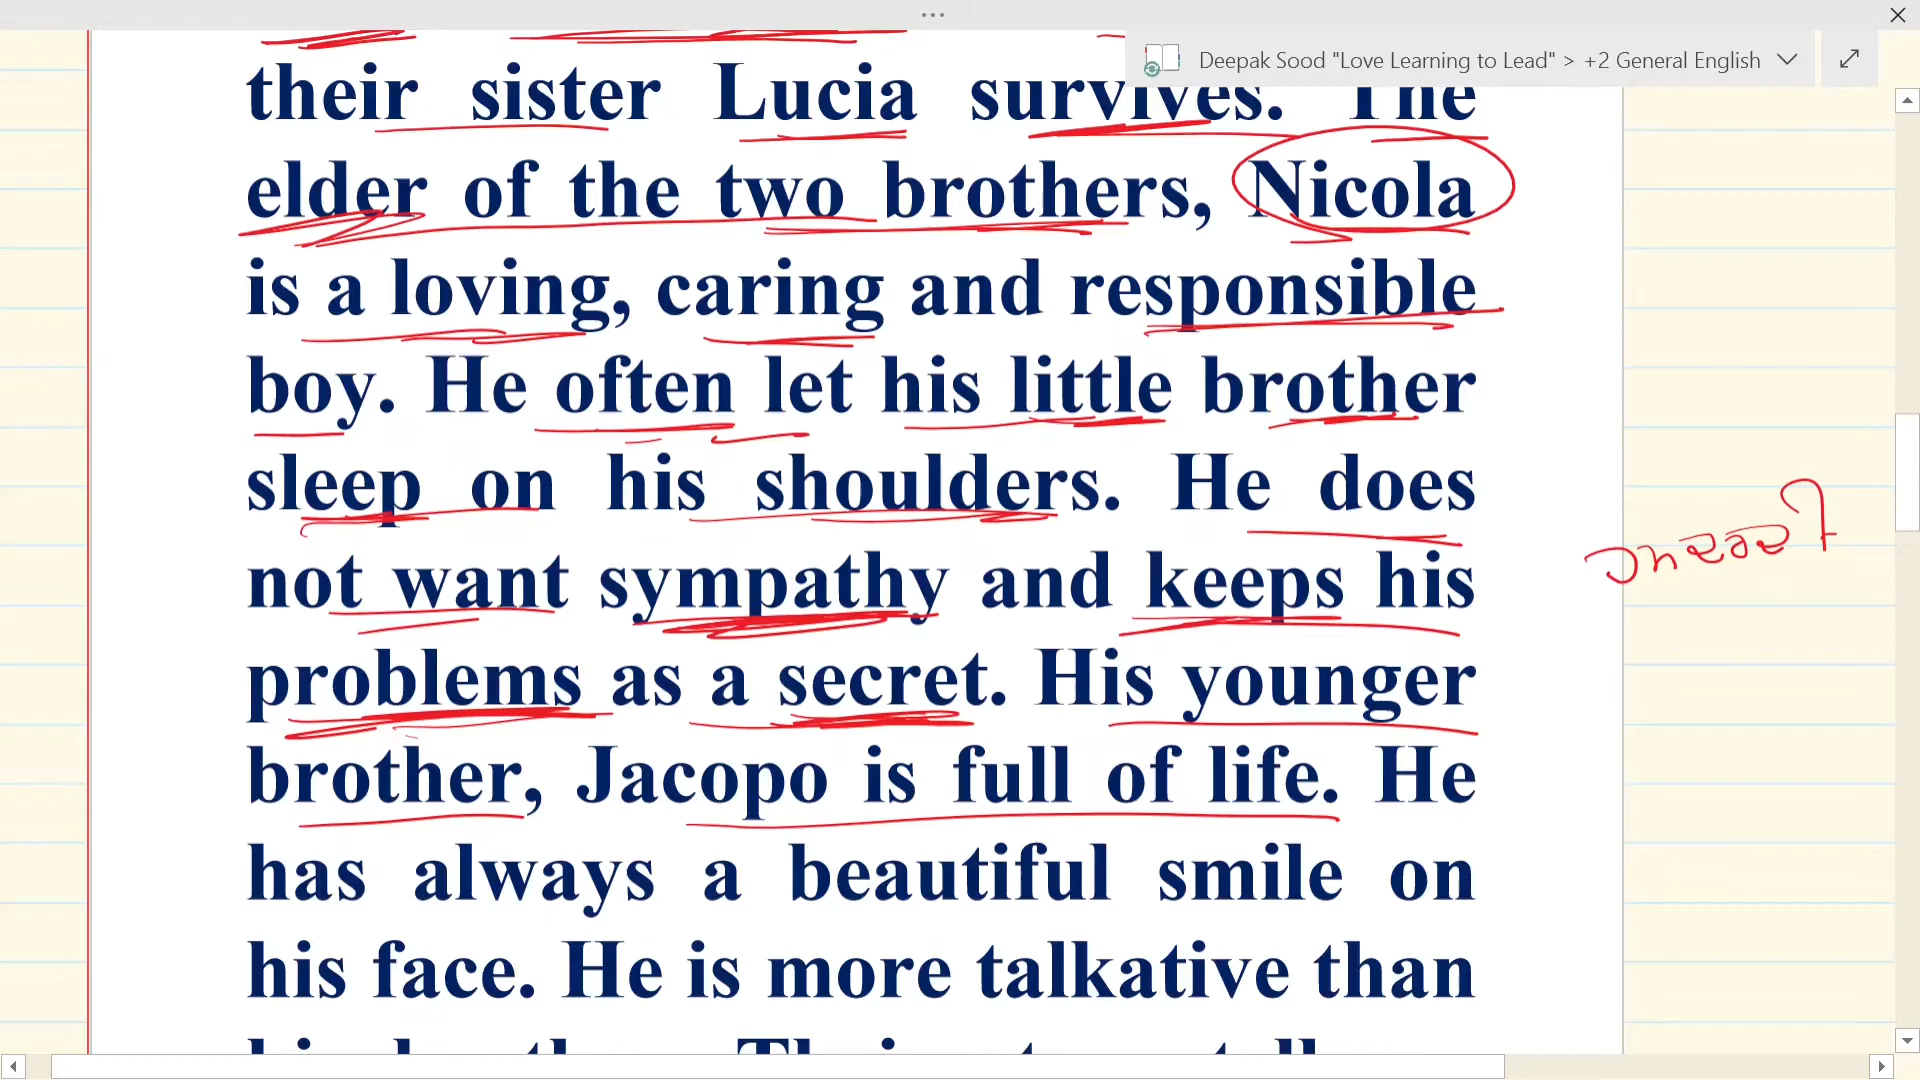 Deepak Sood "Love Learning to Lead" > +2 General English
their sister Lucia survives. The
elder of the two brothers, Nicola
is a loving, caring and responsible
boy. He often let his little brother
sleep on his shoulders. He does
not want sympathy and keeps his
problems as a secret. His younger
brother, Jacopo is full of life. He
has always a beautiful smile on
his face. He is more talkative than